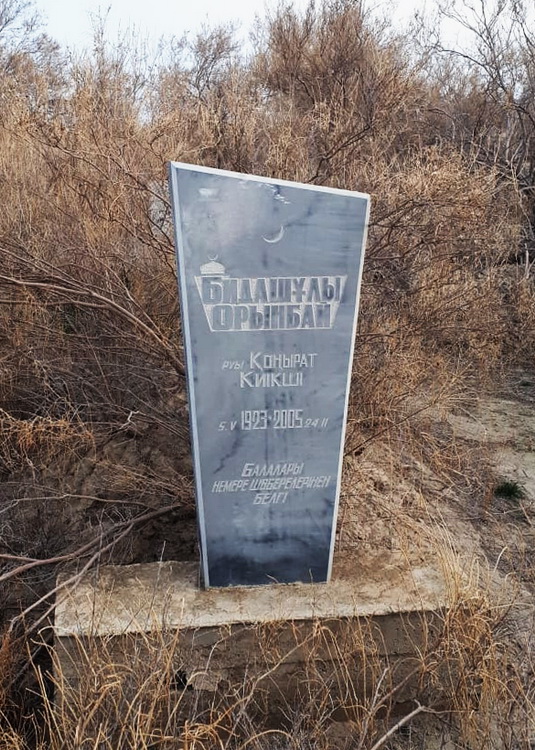 БИДАШҰЛЫ
ОРЫНБАЙ
РУЫ ҚОҢЫРАТ
КИІКШІ
5.V 1923-2005 24 II
БАЛАЛАРЫ
НЕМЕРЕ ШӨБЕРЕЛЕРІНЕН
БЕЛГІ